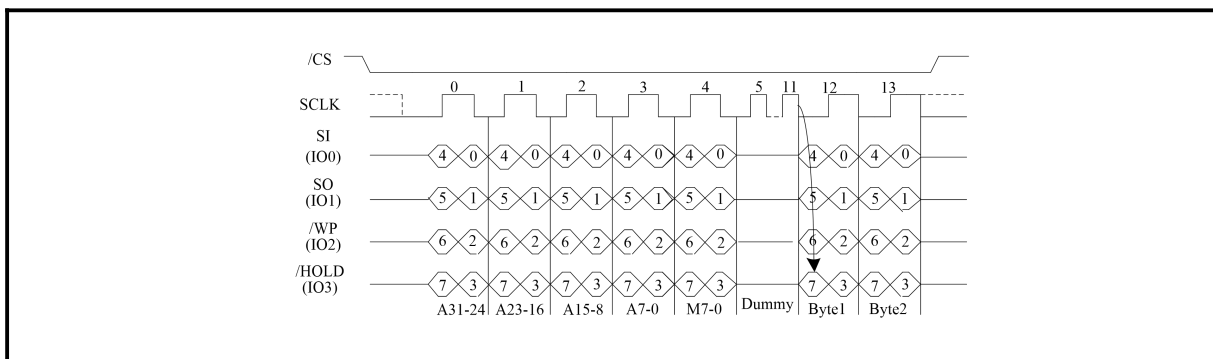 /CS
0 1 2 3 4 5 11 12 13
SCLK
SI
(IO0)
4 0 4 0 4 0 4 0 4 0 4 0 4 0
SO
(IO1)
5 1 5 1 5 1 5 1 5 1 5 1 5 1
/WP
(IO2)
6 2 6 2 6 2 6 2 6 2 6 2 6 2
/HOLD
(IO3)
7 3 7 3 7 3 7 3 7 3 7 3 7 3
A31-24 A23-16 A15-8 A7-0 M7-0 Dummy Byte1 Byte2